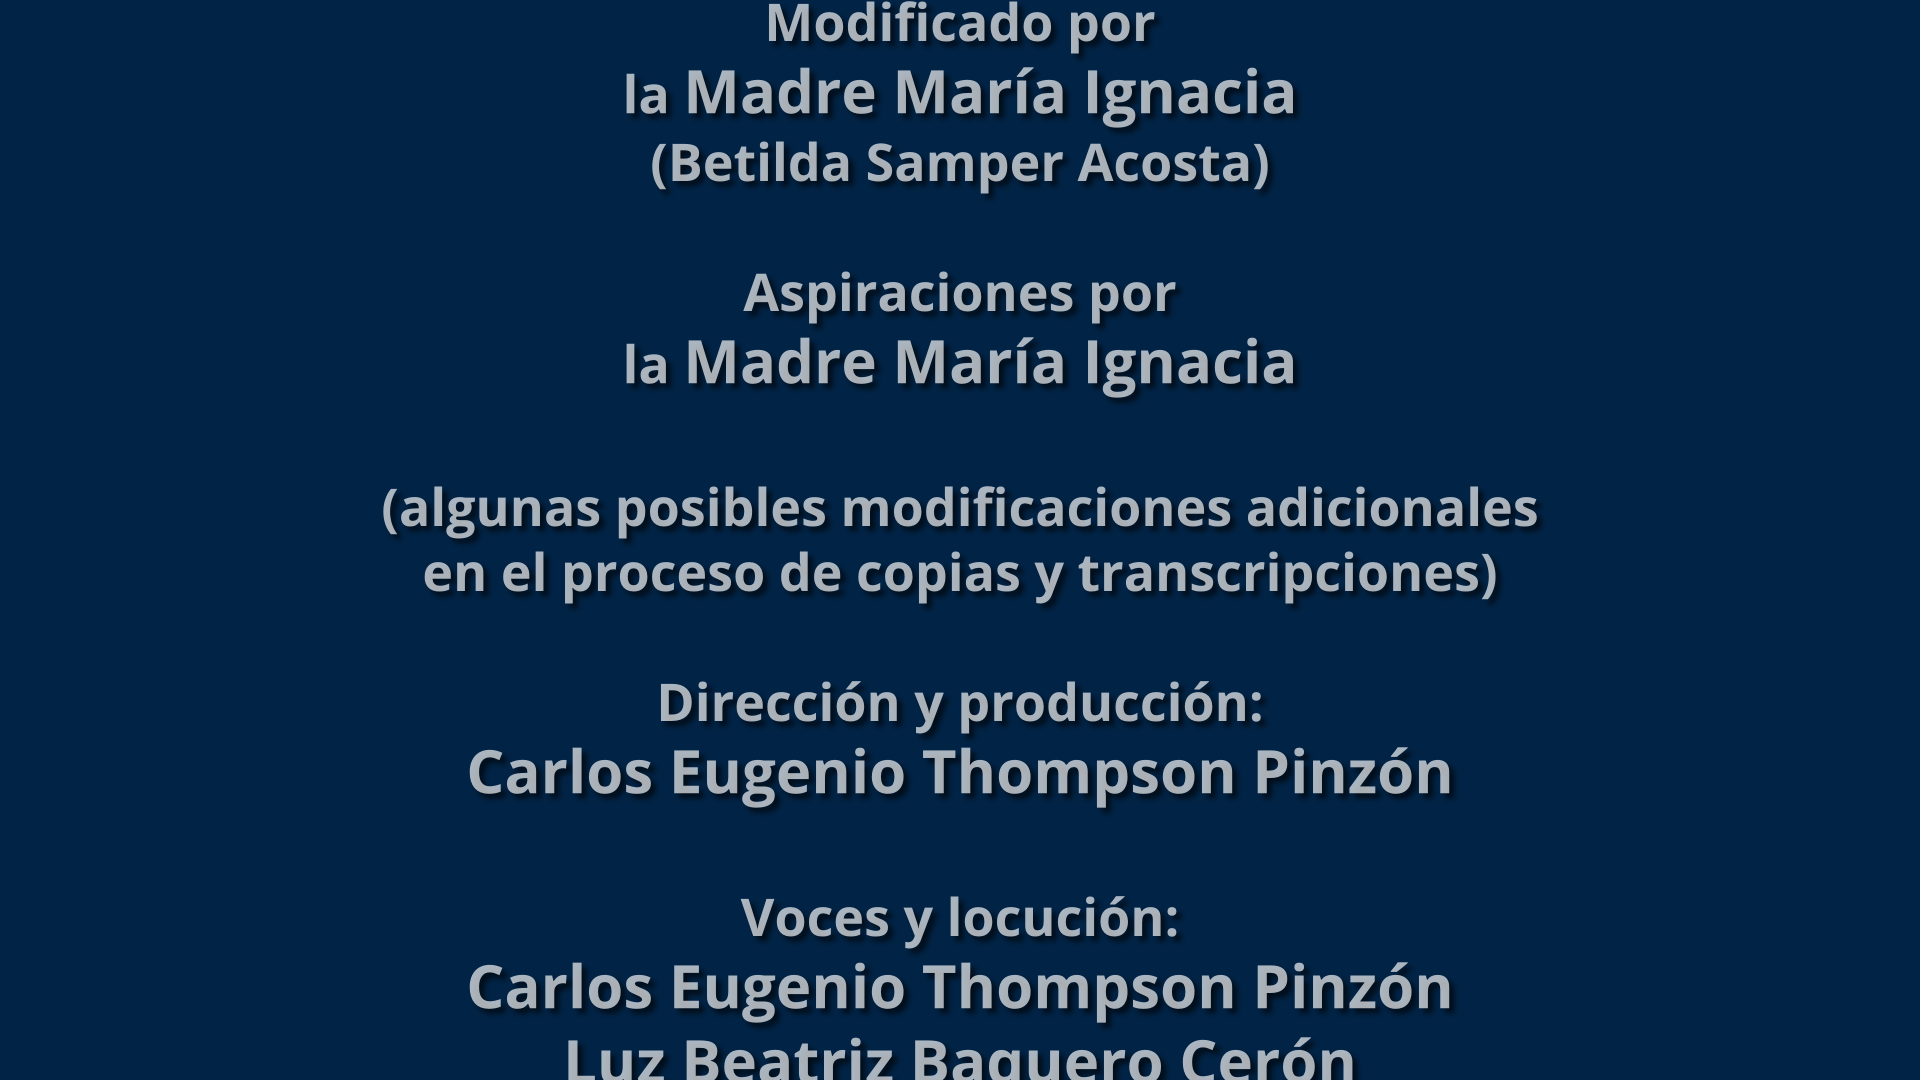 Modificado por
la Madre María Ignacia
(Betilda Samper Acosta)
Aspiraciones por
la Madre María Ignacia
(algunas posibles modificaciones adicionales
en el proceso de copias y transcripciones)
Dirección y producción:
Carlos Eugenio Thompson Pinzón
Voces y locución:
Carlos Eugenio Thompson Pinzón
Luz Beatriz Baquero Cerón